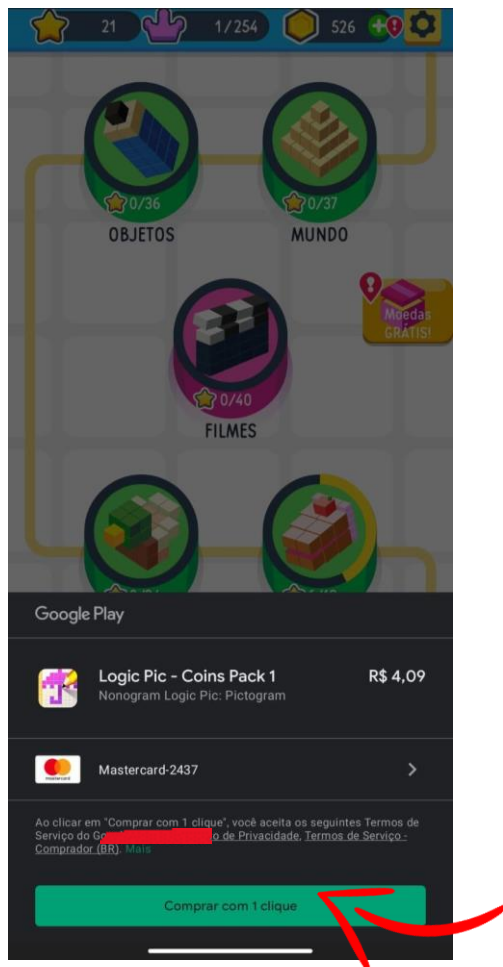 21
1/254
526
0/36
0/37
OBJETOS
MUNDO
Moedas
GRÁTIS!
0/40
FILMES
Google Play
Logic Pic - Coins Pack 1
R$ 4,09
Nonogram Logic Pic: Pictogram
mastercard
Mastercard-2437
Ao clicar em "Comprar com 1 clique", você aceita os seguintes Termos de
Serviço do de Privacidade, Termos de Serviço -
Comprador (BR). Mais
Comprar com 1 clique